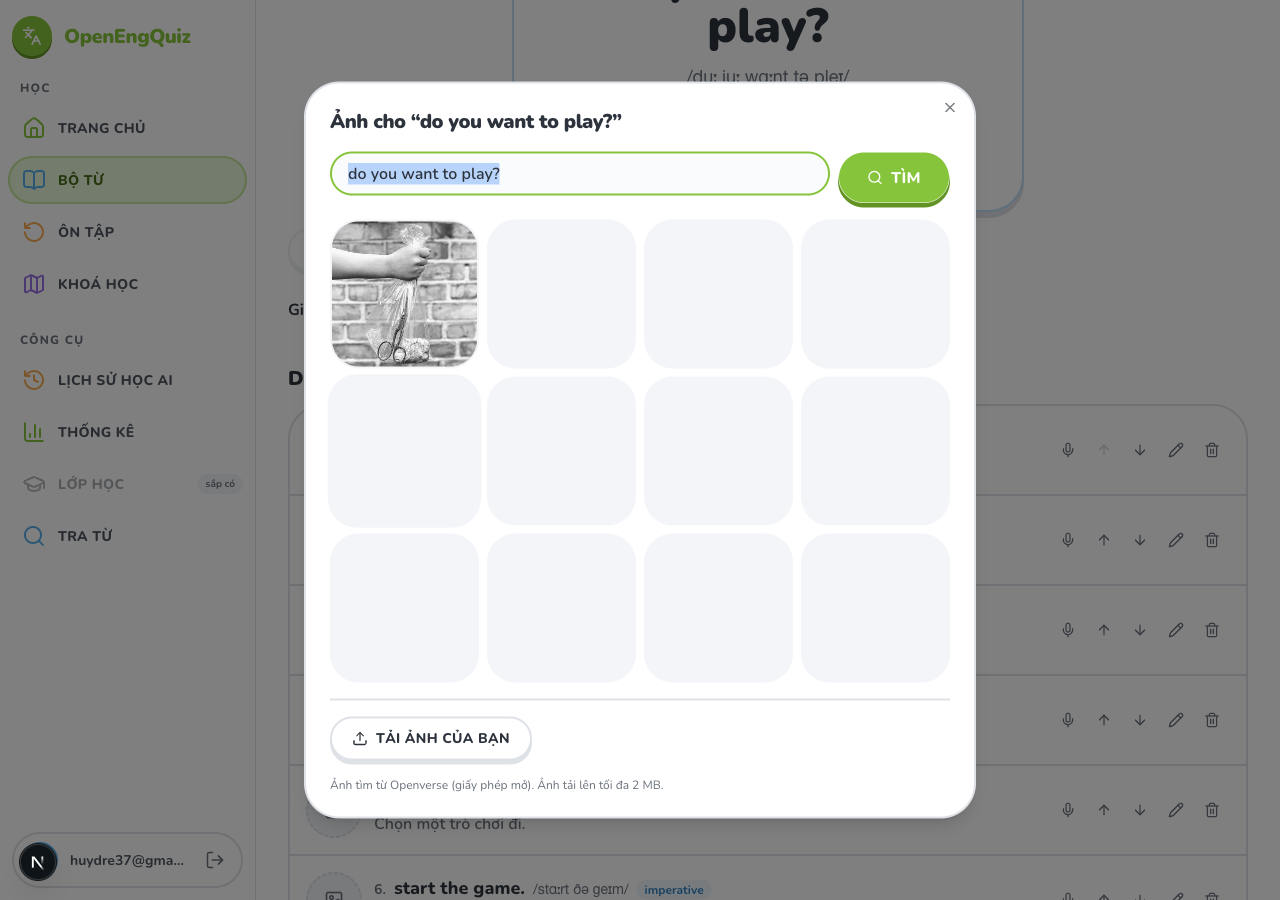 OpenEngQuiz
HỌC
TRANG CHỦ
BỘ TỪ
ÔN TẬP
KHOÁ HỌC
CÔNG CỤ
LỊCH SỬ HỌC AI
THỐNG KÊ
LỚP HỌC
sắp có
TRA TỪ
huydre37@gma...
play?
/duː juː wɑːnt tə pleɪ/
Ảnh cho “do you want to play?”
do you want to play?
TÌM
TẢI ẢNH CỦA BẠN
Ảnh tìm từ Openverse (giấy phép mở). Ảnh tải lên tối đa 2 MB.
Chọn một trò chơi đi.
6. start the game. /stɑːrt ðə ɡeɪm/ imperative